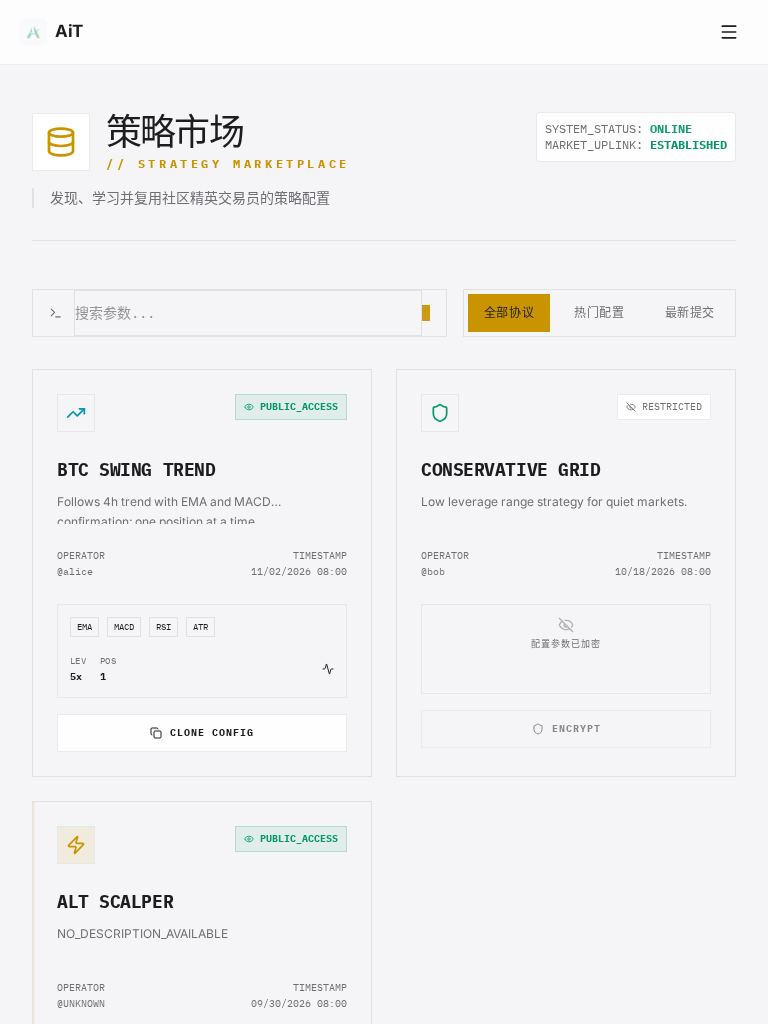 AiT
策略市场
// STRATEGY MARKETPLACE
SYSTEM_STATUS: ONLINE
MARKET_UPLINK: ESTABLISHED
发现、学习并复用社区精英交易员的策略配置
搜索参数...
全部协议
热门配置
最新提交
PUBLIC_ACCESS
BTC SWING TREND
Follows 4h trend with EMA and MACD…
confirmation; one position at a time
OPERATOR
TIMESTAMP
@alice
11/02/2026 08:00
EMA
MACD
RSI
ATR
LEV
POS
5x
1
CLONE CONFIG
RESTRICTED
CONSERVATIVE GRID
Low leverage range strategy for quiet markets.
OPERATOR
TIMESTAMP
@bob
10/18/2026 08:00
配置参数已加密
ENCRYPT
PUBLIC_ACCESS
ALT SCALPER
NO_DESCRIPTION_AVAILABLE
OPERATOR
TIMESTAMP
@UNKNOWN
09/30/2026 08:00